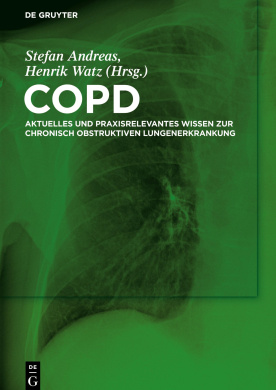 DE GRUYTER
Stefan Andreas,
Henrik Watz (Hrsg.)
COPD
AKTUELLES UND PRAXISRELEVANTES WISSEN ZUR
CHRONISCH OBSTRUKTIVEN LUNGENERKRANKUNG
DE
G